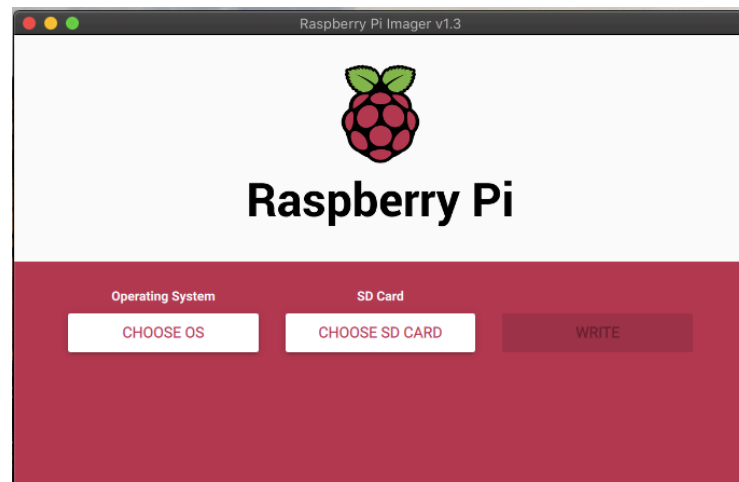 Raspberry Pi Imager v1.3
Raspberry Pi
Operating System
SD Card
CHOOSE OS
CHOOSE SD CARD
WRITE